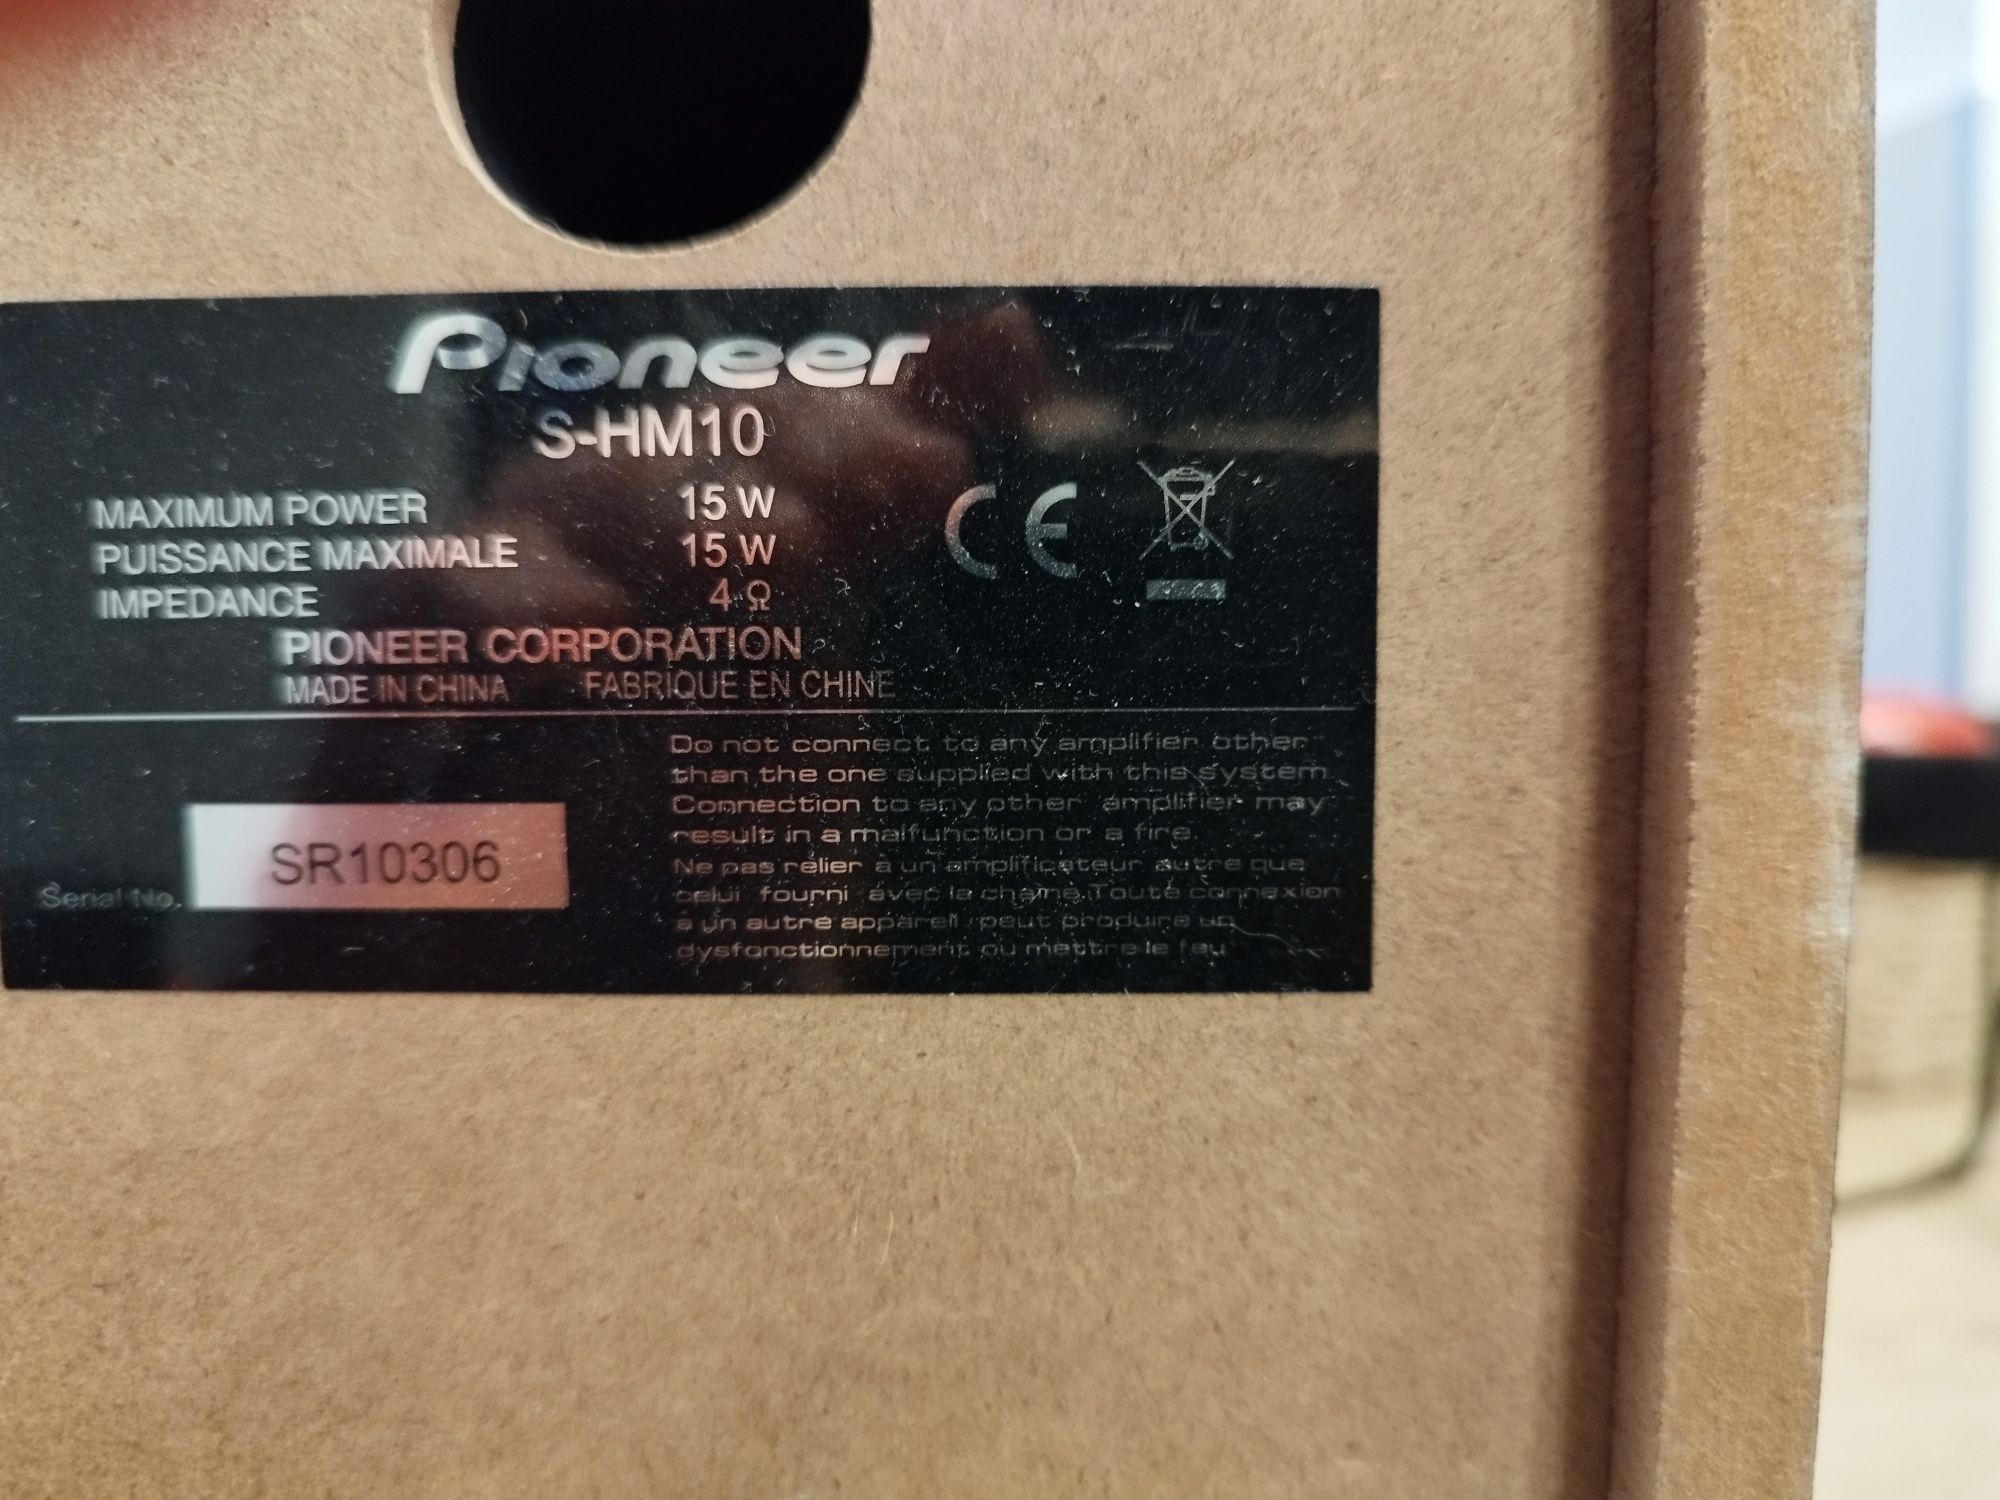 Pioneer
S-HM10
MAXIMUM POWER 15 W
PUISSANCE MAXIMALE 15 W
IMPEDANCE 4 Ω
PIONEER CORPORATION
MADE IN CHINA FABRIQUE EN CHINE
CE
Do not connect to any amplifier other
than the one supplied with this system.
Connection to any other amplifier may
result in a malfunction or a fire.
Ne pas relier à un amplificateur autre que
celui fourni avec la chaîne.Toute connexion
à un autre appareil peut produire un
dysfonctionnement ou mettre le feu
Serial No. SR10306